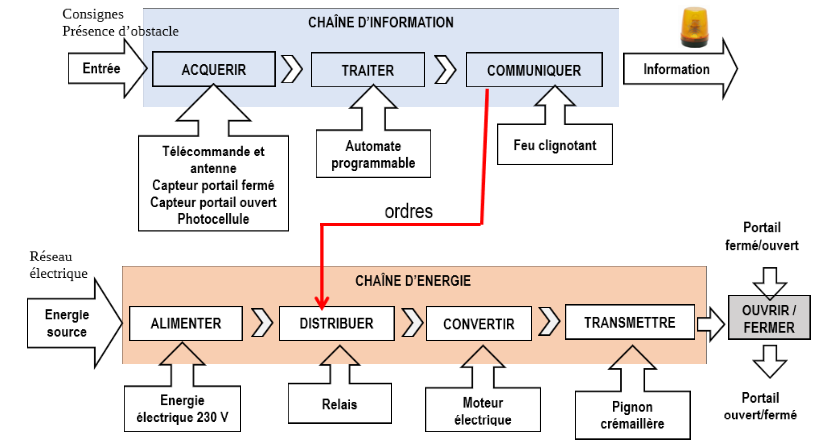 Consignes
Présence d'obstacle
CHAÎNE D'INFORMATION
Entrée
ACQUERIR
TRAITER
COMMUNIQUER
Information
Télécommande et
antenne
Capteur portail fermé
Capteur portail ouvert
Photocellule
Automate
programmable
Feu clignotant
ordres
Réseau
électrique
CHAÎNE D'ENERGIE
Portail
fermé/ouvert
Energie
source
ALIMENTER
DISTRIBUER
CONVERTIR
TRANSMETTRE
OUVRIR /
FERMER
Energie
électrique 230 V
Relais
Moteur
électrique
Pignon
crémaillère
Portail
ouvert/fermé